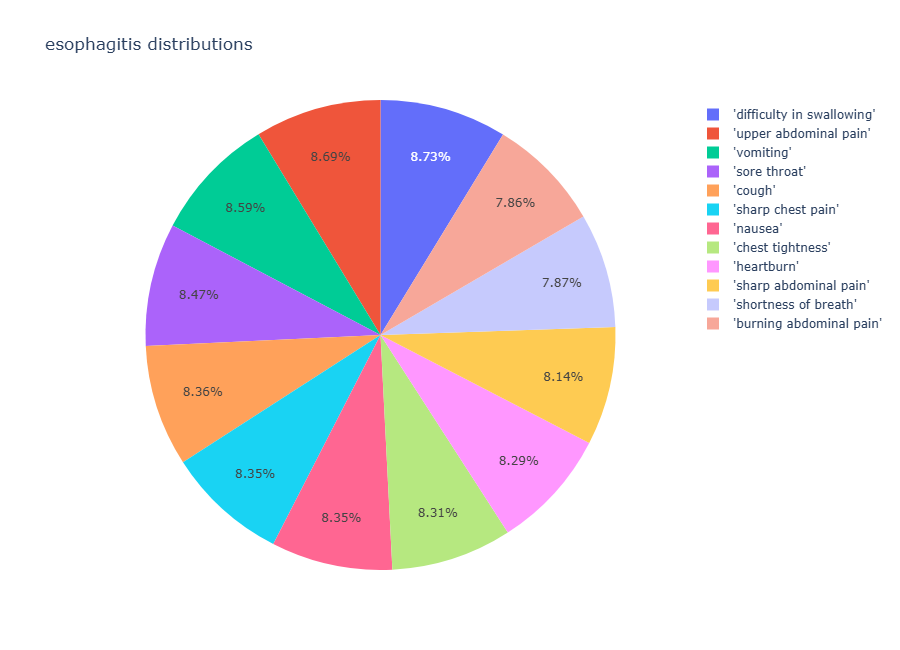 esophagitis distributions
8.69%
8.73%
8.59%
7.86%
8.47%
7.87%
8.36%
8.14%
8.35%
8.29%
8.35%
8.31%
'difficulty in swallowing'
'upper abdominal pain'
'vomiting'
'sore throat'
'cough'
'sharp chest pain'
'nausea'
'chest tightness'
'heartburn'
'sharp abdominal pain'
'shortness of breath'
'burning abdominal pain'